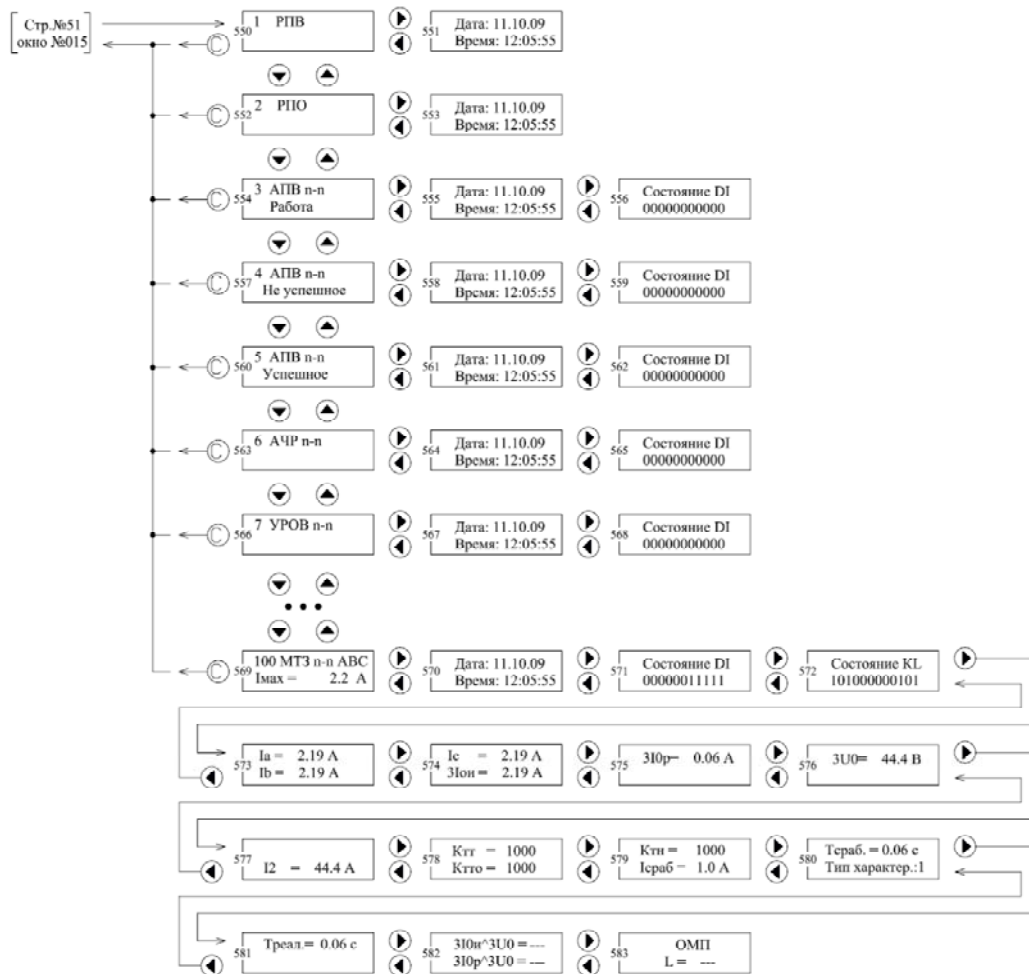 Стр.№51
окно №015
550
1 РПВ
551
Дата: 11.10.09
Время: 12:05:55
C
552
2 РПО
553
Дата: 11.10.09
Время: 12:05:55
C
554
3 АПВ n-n
Работа
555
Дата: 11.10.09
Время: 12:05:55
556
Состояние DI
00000000000
C
557
4 АПВ n-n
Не успешное
558
Дата: 11.10.09
Время: 12:05:55
559
Состояние DI
00000000000
C
560
5 АПВ n-n
Успешное
561
Дата: 11.10.09
Время: 12:05:55
562
Состояние DI
00000000000
C
563
6 АЧР n-n
564
Дата: 11.10.09
Время: 12:05:55
565
Состояние DI
00000000000
C
566
7 УРОВ n-n
567
Дата: 11.10.09
Время: 12:05:55
568
Состояние DI
00000000000
C
• • •
569
100 МТЗ n-n ABC
Iмах = 2.2 А
570
Дата: 11.10.09
Время: 12:05:55
571
Состояние DI
00000011111
572
Состояние KL
101000000101
C
573
Ia = 2.19 А
Ib = 2.19 А
574
Ic = 2.19 А
3Iон = 2.19 А
575
3I0р= 0.06 А
576
3U0= 44.4 В
577
I2 = 44.4 А
578
Ктт = 1000
Ктто = 1000
579
Ктн = 1000
Iсраб = 1.0 А
580
Тсраб. = 0.06 с
Тип характер.:1
581
Треал.= 0.06 с
582
3I0и^3U0 = ---
3I0р^3U0 = ---
583
ОМП
L = ---